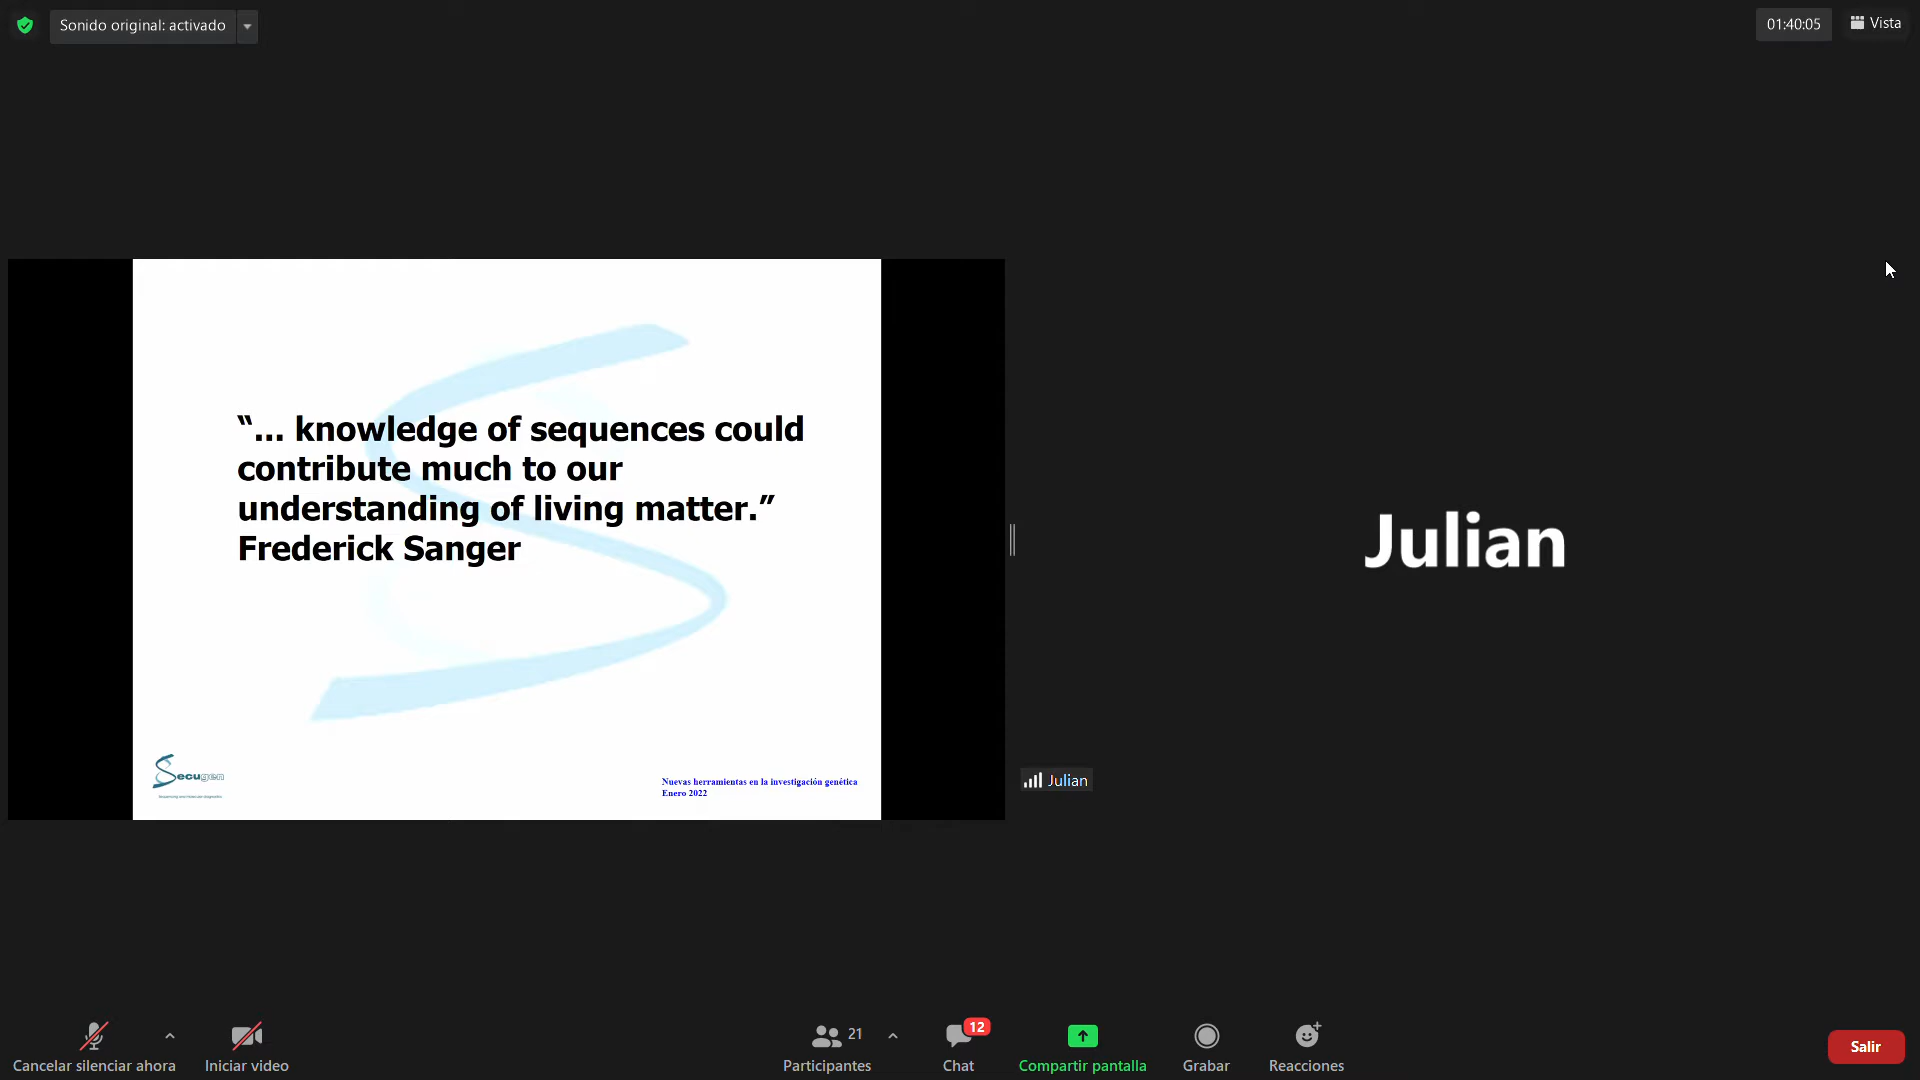 Sonido original: activado
01:40:05
Vista
“... knowledge of sequences could
contribute much to our
understanding of living matter.”
Frederick Sanger
Secugen
Nuevas herramientas en la investigación genética
Enero 2022
Julian
Julian
Cancelar silenciar ahora
Iniciar video
21
Participantes
12
Chat
Compartir pantalla
Grabar
Reacciones
Salir